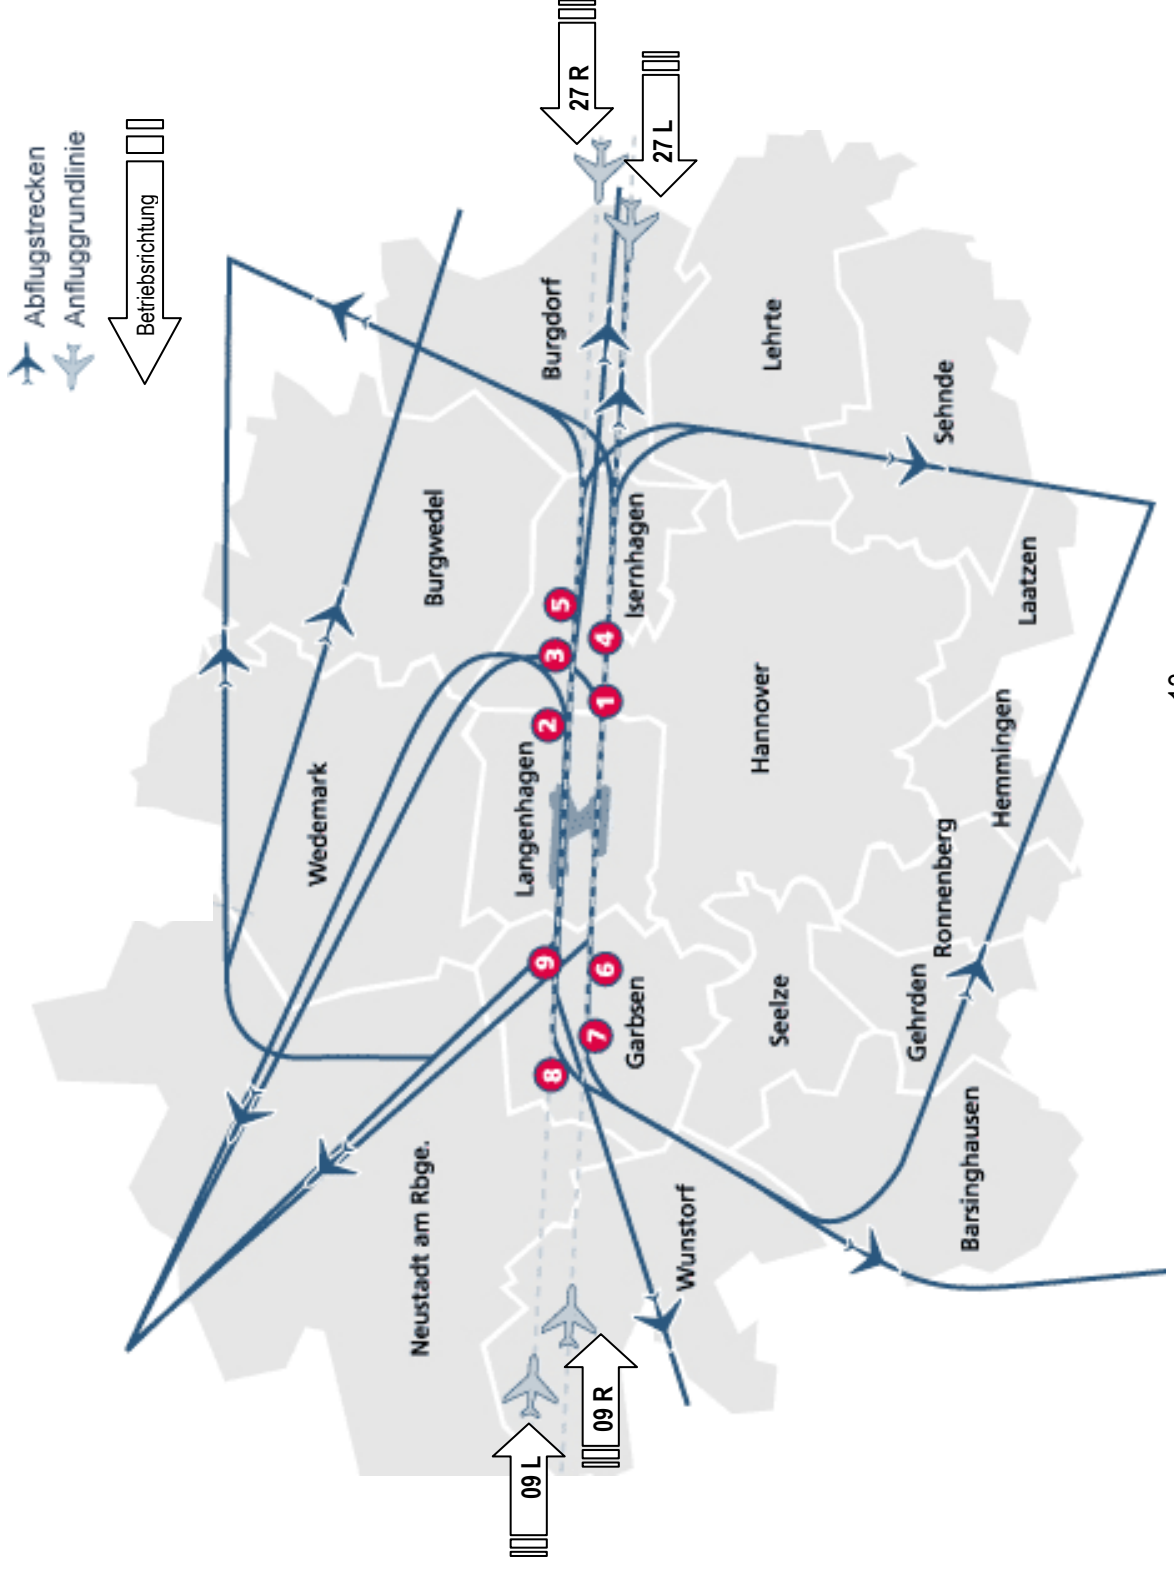 Abflugstrecken
Anfluggrundlinie
Betriebsrichtung
Wedemark
Neustadt am Rbge.
Burgwedel
Langenhagen
09 L
9
2
8
3
Burgdorf
5
27 R
7
09 R
6
1
4
Garbsen
Isernhagen
27 L
Wunstorf
Hannover
Lehrte
Seelze
Gehrden
Ronnenberg
Sehnde
Barsinghausen
Hemmingen
Laatzen